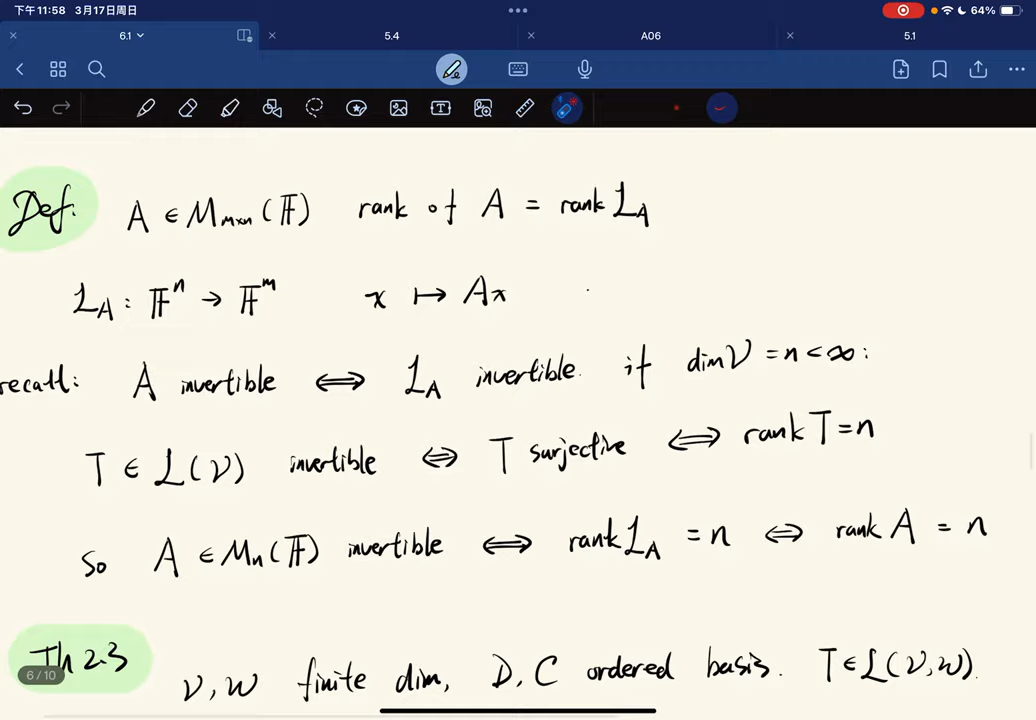 下午11:58 3月17日周日 64%
6.1 5.4 A06 5.1
Def: A ∈ M_{m×n}(𝔽) rank of A = rank L_A
L_A : 𝔽^n → 𝔽^m x ↦ Ax
recall: A invertible ⟺ L_A invertible. if dim V = n < ∞:
T ∈ L(V) invertible ⟺ T surjective ⟺ rank T = n
So A ∈ M_n(𝔽) invertible ⟺ rank L_A = n ⟺ rank A = n
Th 2.3 V, W finite dim, D, C ordered basis. T ∈ L(V, W).
6 / 10